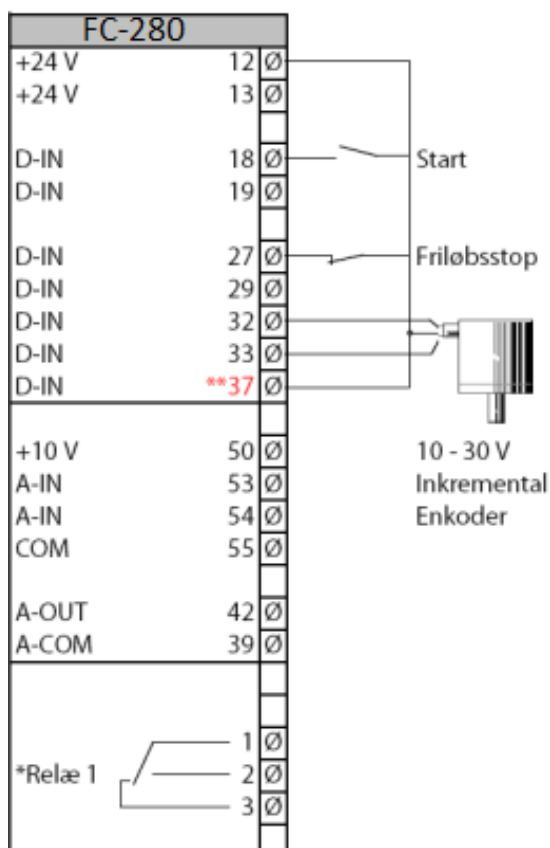 FC-280
+24 V 12 Ø
+24 V 13 Ø
D-IN 18 Ø Start
D-IN 19 Ø
D-IN 27 Ø Friløbsstop
D-IN 29 Ø
D-IN 32 Ø
D-IN 33 Ø
D-IN **37 Ø
+10 V 50 Ø 10 - 30 V
A-IN 53 Ø Inkremental
A-IN 54 Ø Enkoder
COM 55 Ø
A-OUT 42 Ø
A-COM 39 Ø
1 Ø
*Relæ 1 2 Ø
3 Ø